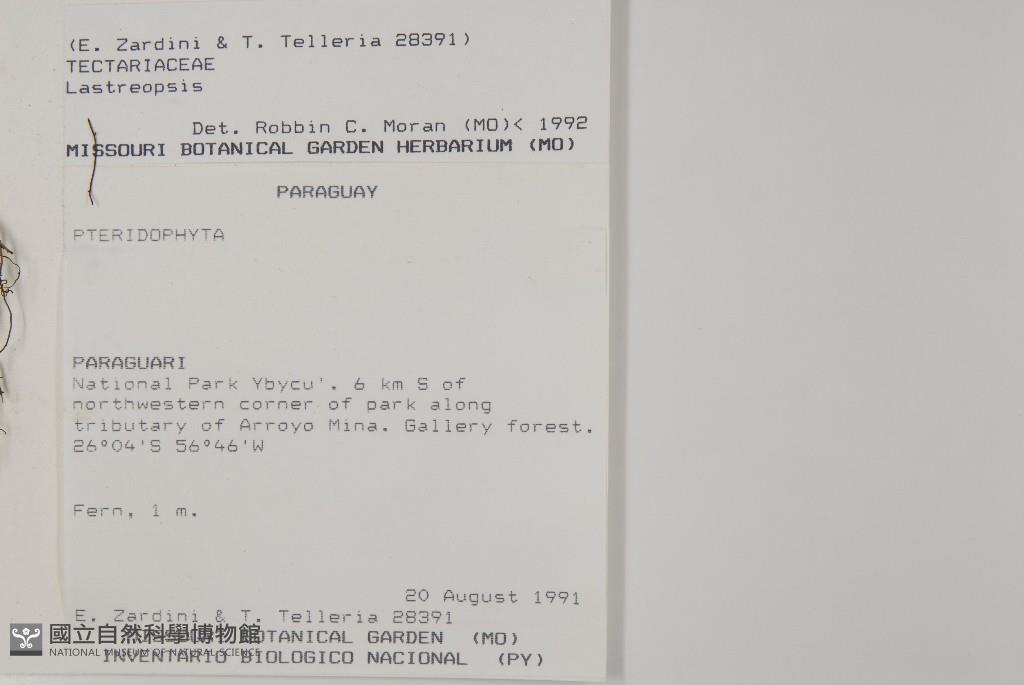 (E. Zardini & T. Telleria 28391)
TECTARIACEAE
Lastreopsis
Det. Robbin C. Moran (MO)< 1992
MISSOURI BOTANICAL GARDEN HERBARIUM (MO)
PARAGUAY
PTERIDOPHYTA
PARAGUARI
National Park Ybycu'. 6 km S of
northwestern corner of park along
tributary of Arroyo Mina. Gallery forest.
26°04'S 56°46'W
Fern, 1 m.
20 August 1991
E. Zardini & T. Telleria 28391
BOTANICAL GARDEN (MO)
INVENTARIO BIOLOGICO NACIONAL (PY)
國立自然科學博物館
NATIONAL MUSEUM OF NATURAL SCIENCE